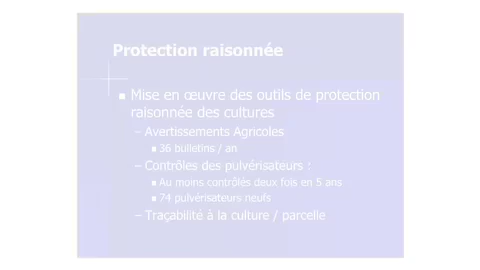 Protection raisonnée
Mise en œuvre des outils de protection
raisonnée des cultures
– Avertissements Agricoles
36 bulletins / an
– Contrôles des pulvérisateurs :
Au moins contrôlés deux fois en 5 ans
74 pulvérisateurs neufs
– Traçabilité à la culture / parcelle